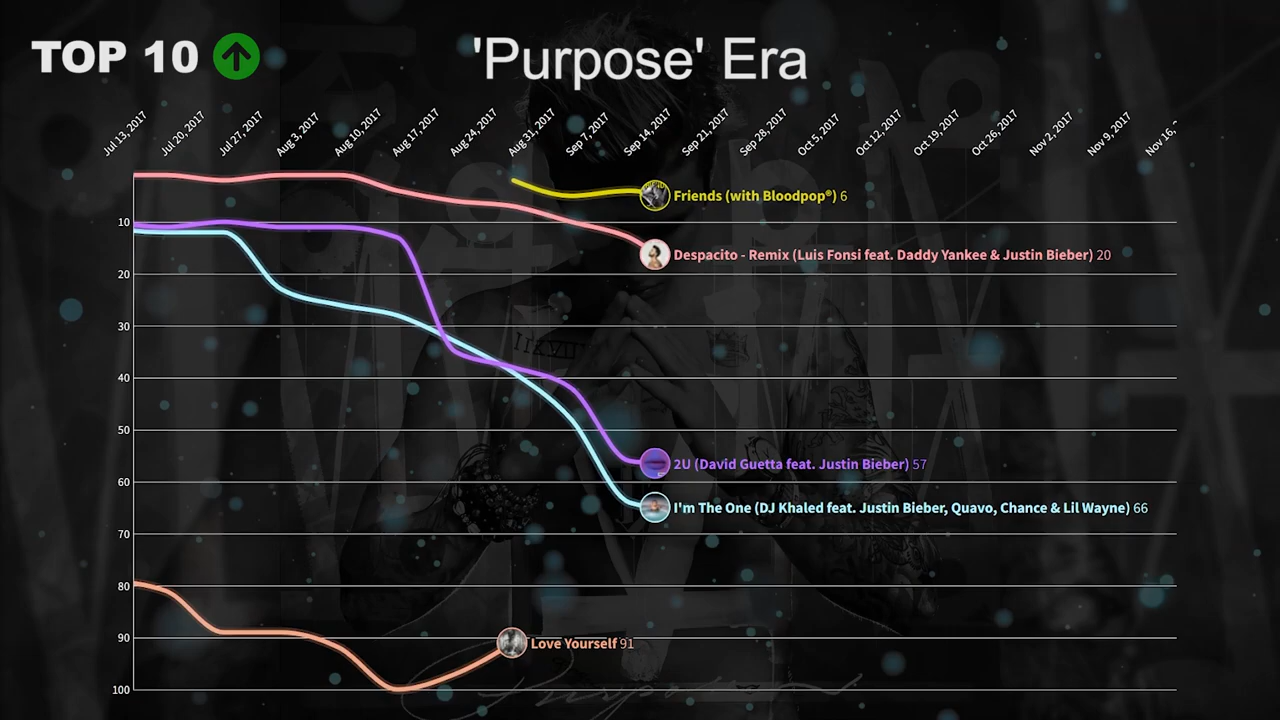 TOP 10
'Purpose' Era
Jul 13, 2017
Jul 20, 2017
Jul 27, 2017
Aug 3, 2017
Aug 10, 2017
Aug 17, 2017
Aug 24, 2017
Aug 31, 2017
Sep 7, 2017
Sep 14, 2017
Sep 21, 2017
Sep 28, 2017
Oct 5, 2017
Oct 12, 2017
Oct 19, 2017
Oct 26, 2017
Nov 2, 2017
Nov 9, 2017
Nov 16,
Friends (with Bloodpop®) 6
10
Despacito - Remix (Luis Fonsi feat. Daddy Yankee & Justin Bieber) 20
20
30
40
50
2U (David Guetta feat. Justin Bieber) 57
60
I'm The One (DJ Khaled feat. Justin Bieber, Quavo, Chance & Lil Wayne) 66
70
80
90
Love Yourself 91
100
Purpose